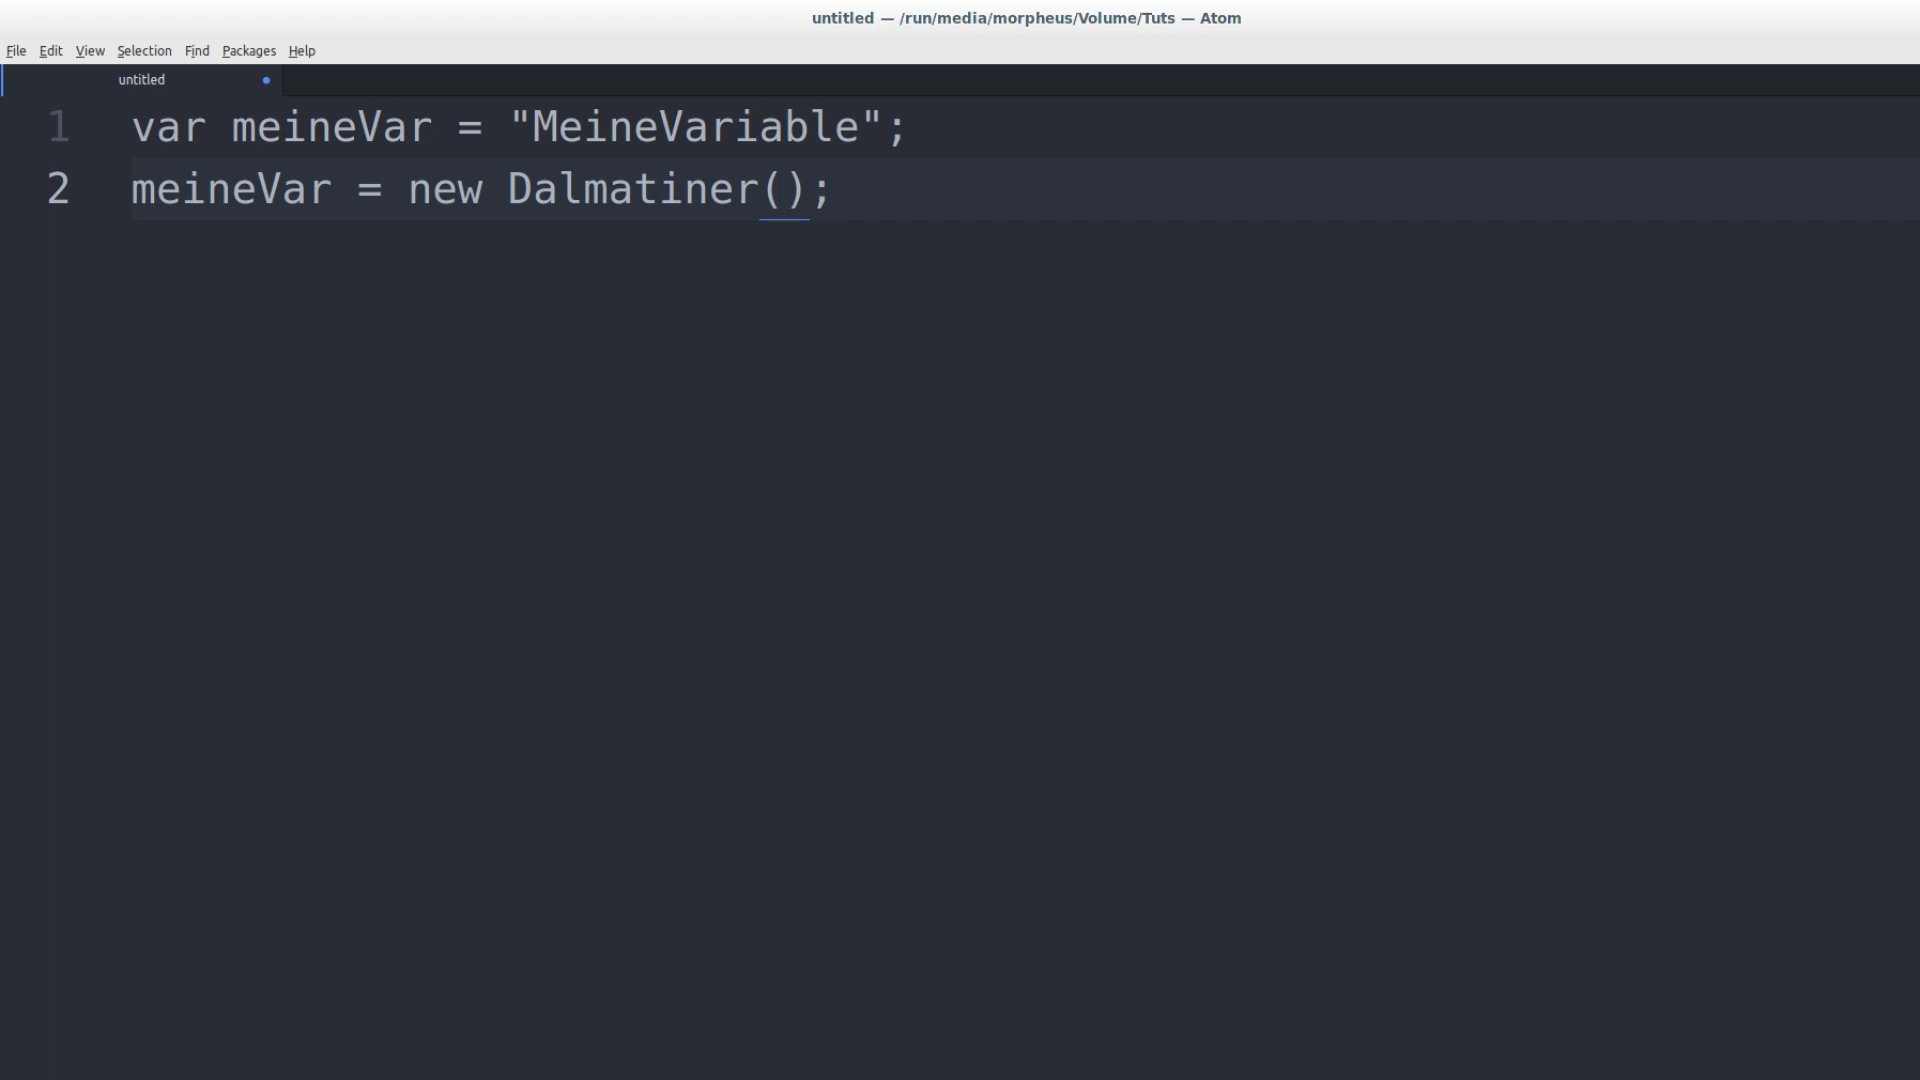 untitled — /run/media/morpheus/Volume/Tuts — Atom
File Edit View Selection Find Packages Help
untitled
1 var meineVar = "MeineVariable";
2 meineVar = new Dalmatiner();